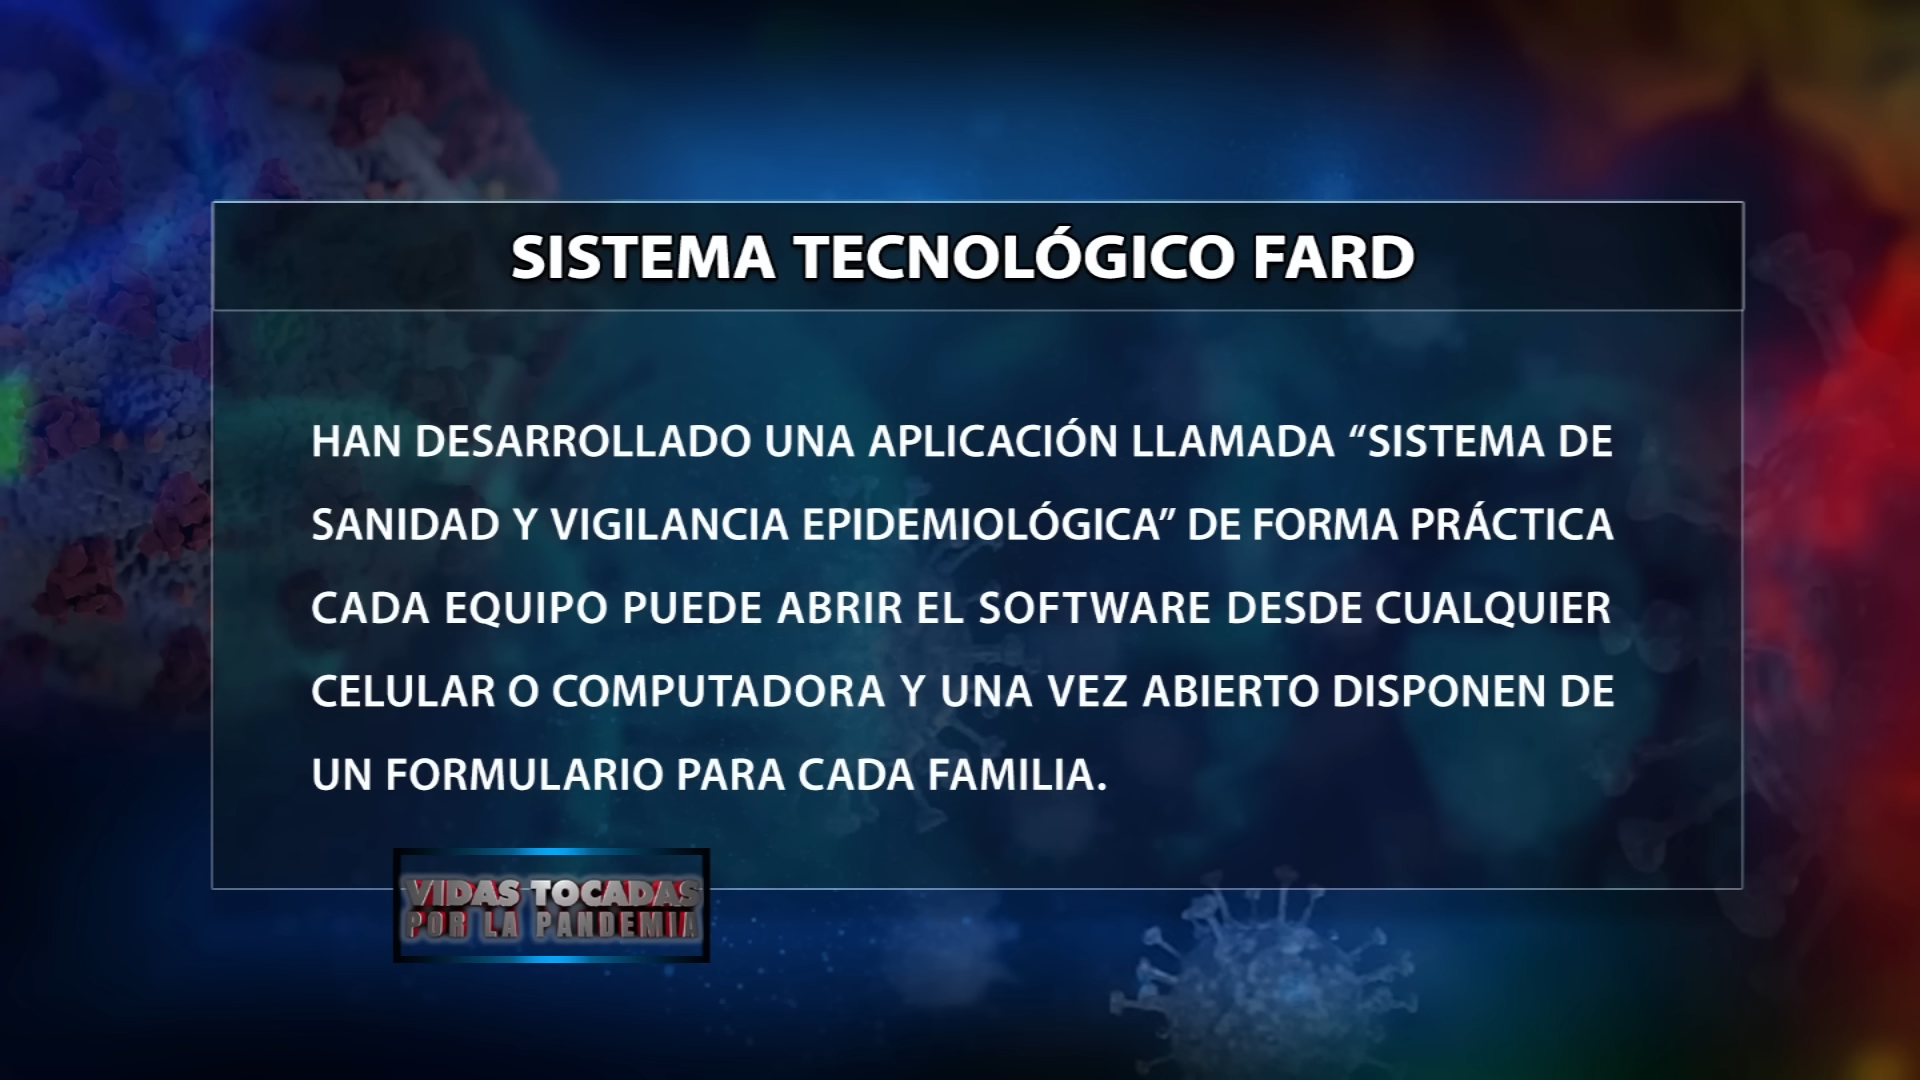 SISTEMA TECNOLÓGICO FARD
HAN DESARROLLADO UNA APLICACIÓN LLAMADA “SISTEMA DE
SANIDAD Y VIGILANCIA EPIDEMIOLÓGICA” DE FORMA PRÁCTICA
CADA EQUIPO PUEDE ABRIR EL SOFTWARE DESDE CUALQUIER
CELULAR O COMPUTADORA Y UNA VEZ ABIERTO DISPONEN DE
UN FORMULARIO PARA CADA FAMILIA.
VIDAS TOCADAS
POR LA PANDEMIA